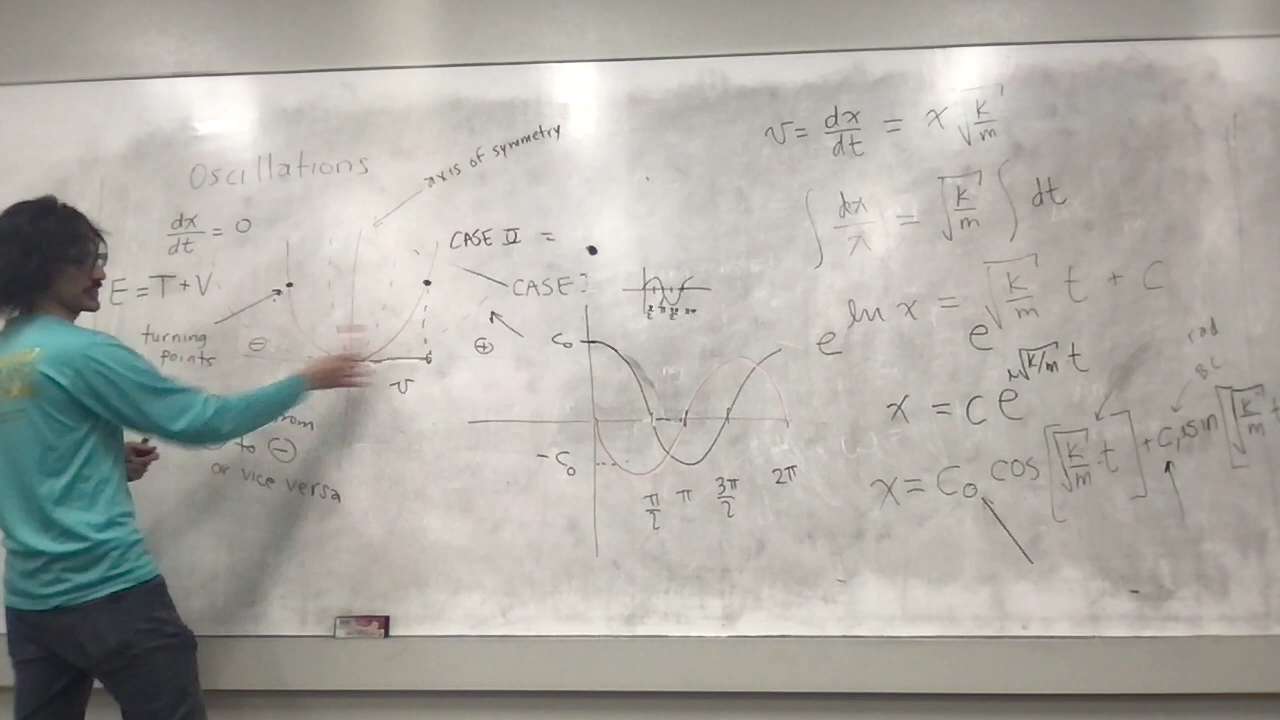 Oscillations
dx/dt = 0
E = T + V
turning
points
⊖
to ⊖
or vice versa
axis of symmetry
v
CASE II =
CASE I
⊕
C₀
-C₀
π/2 π 3π/2 2π
v = dx/dt = x √(k/m)
∫ dx/x = √(k/m) ∫ dt
e^(ln x) = e^(√(k/m) t + C)
x = c e^(√(k/m) t)
rad
BC
x = C₀ cos [√(k/m) · t] + C₁ sin [√(k/m) t